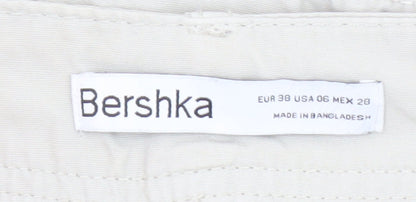 Bershka
EUR 38 USA 06 MEX 28
MADE IN BANGLADESH